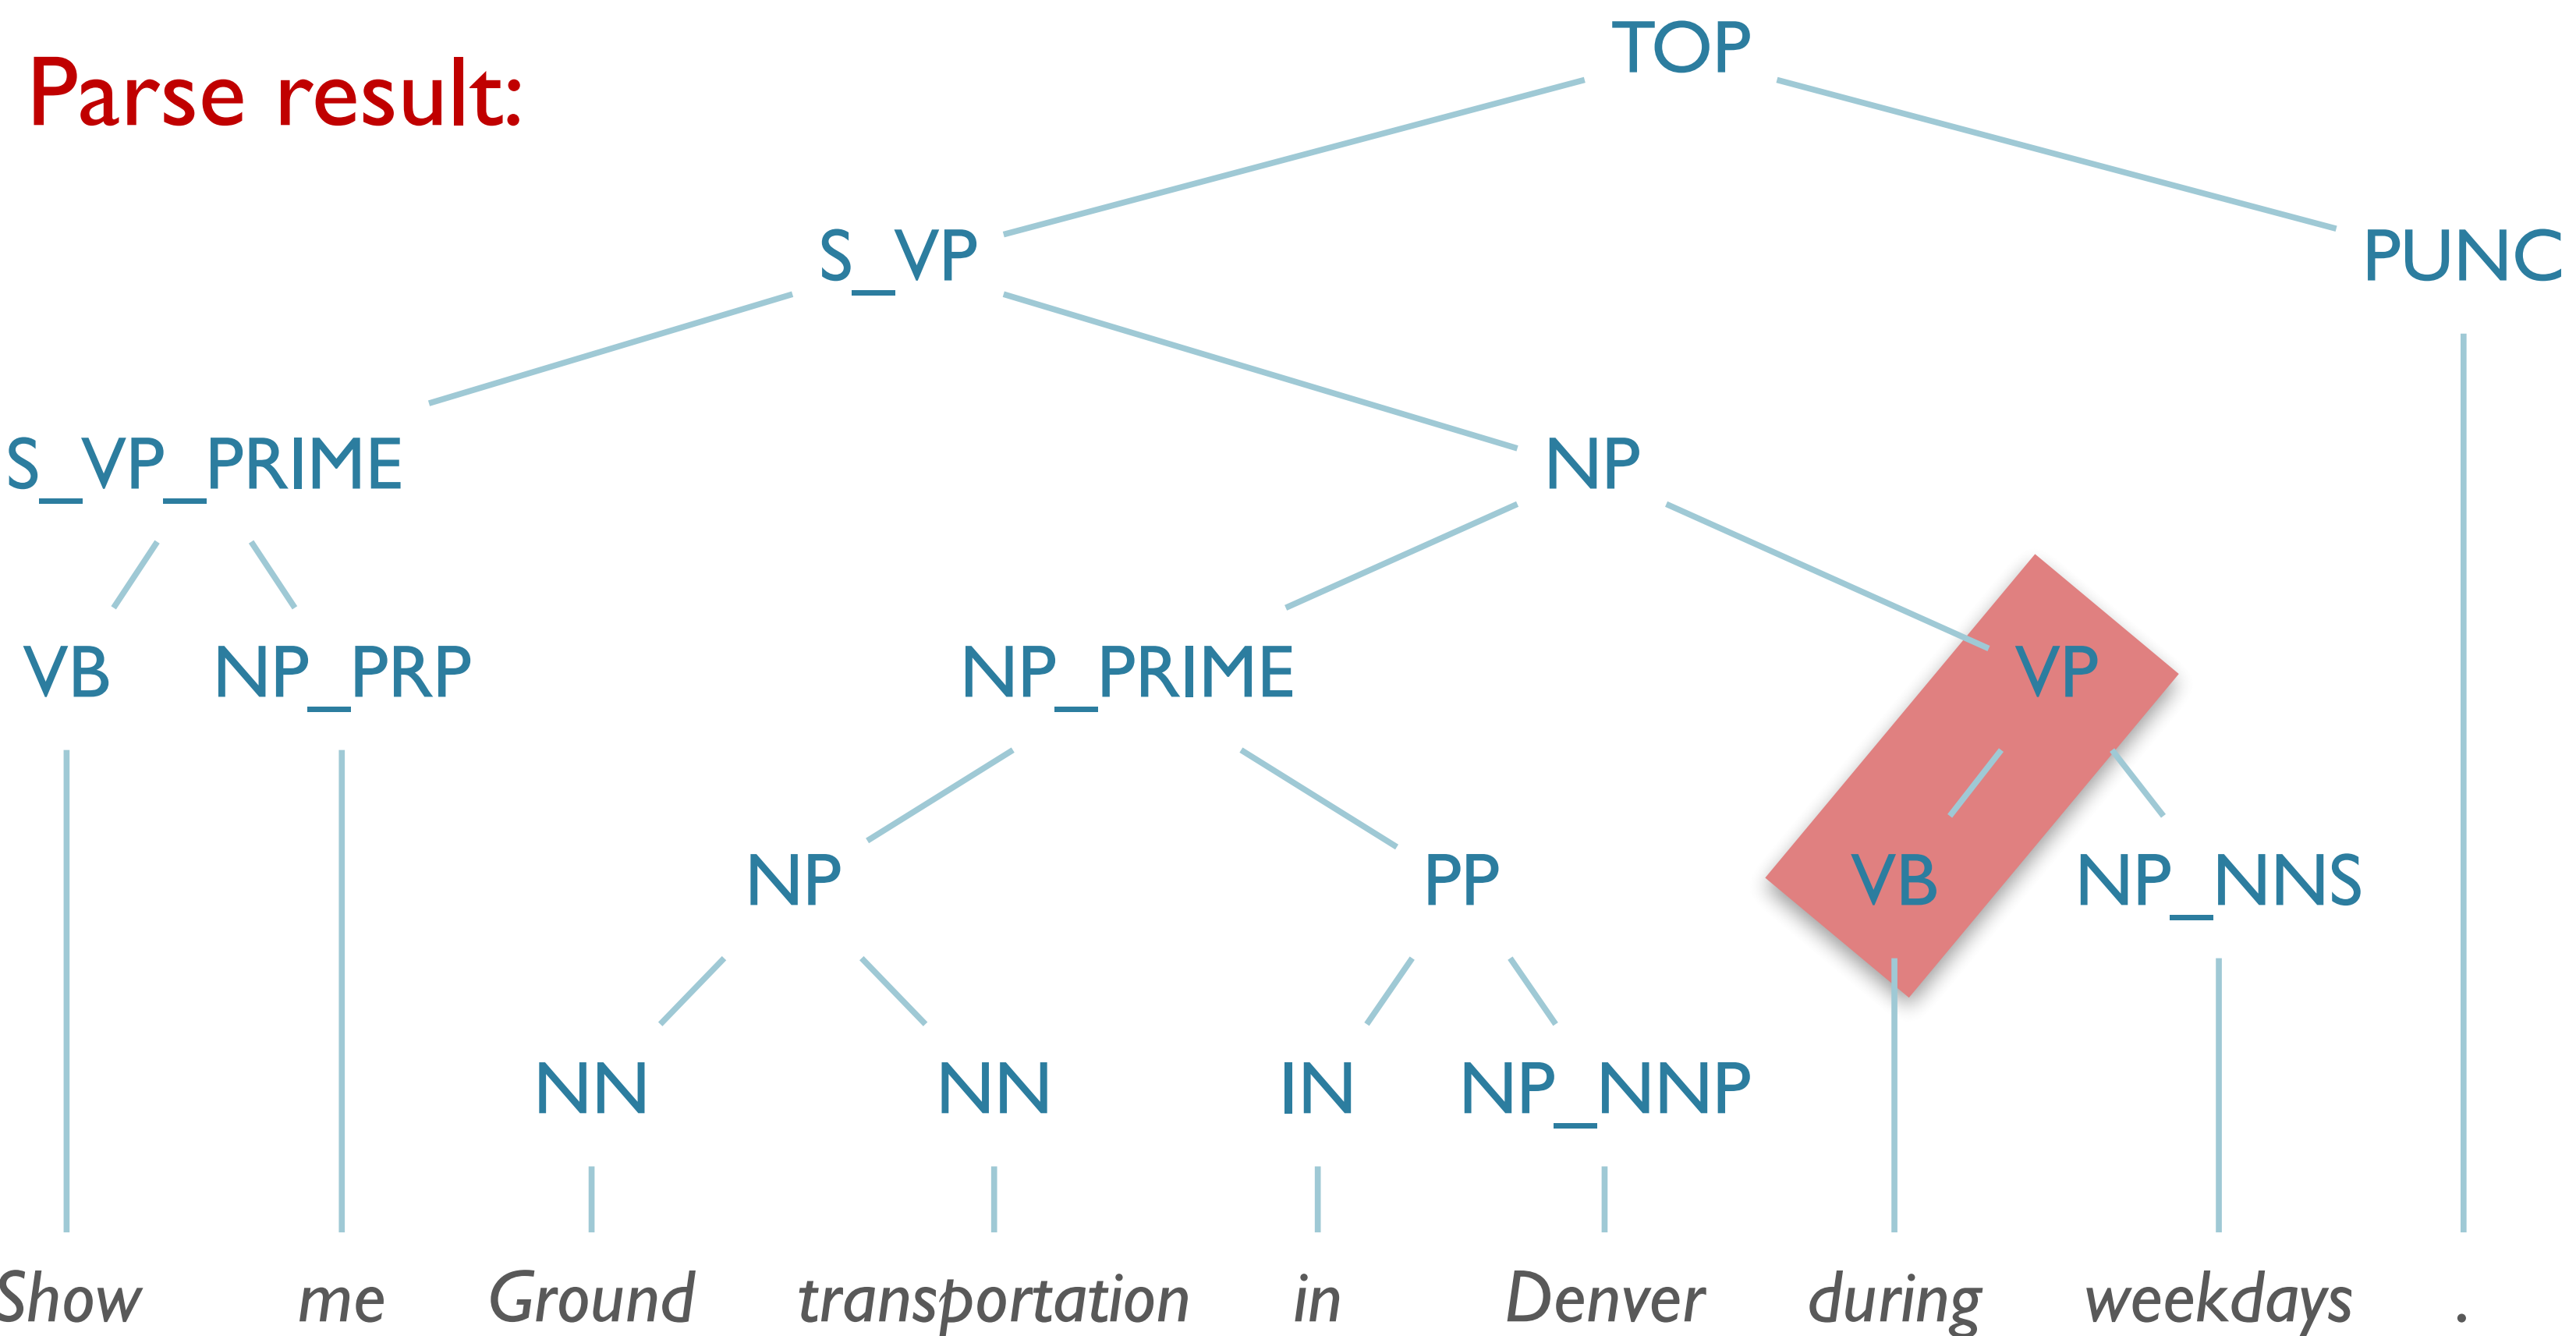 Parse result:
TOP
S_VP PUNC
S_VP_PRIME NP
VB NP_PRP NP_PRIME VP
NP PP VB NP_NNS
NN NN IN NP_NNP
Show me Ground transportation in Denver during weekdays .